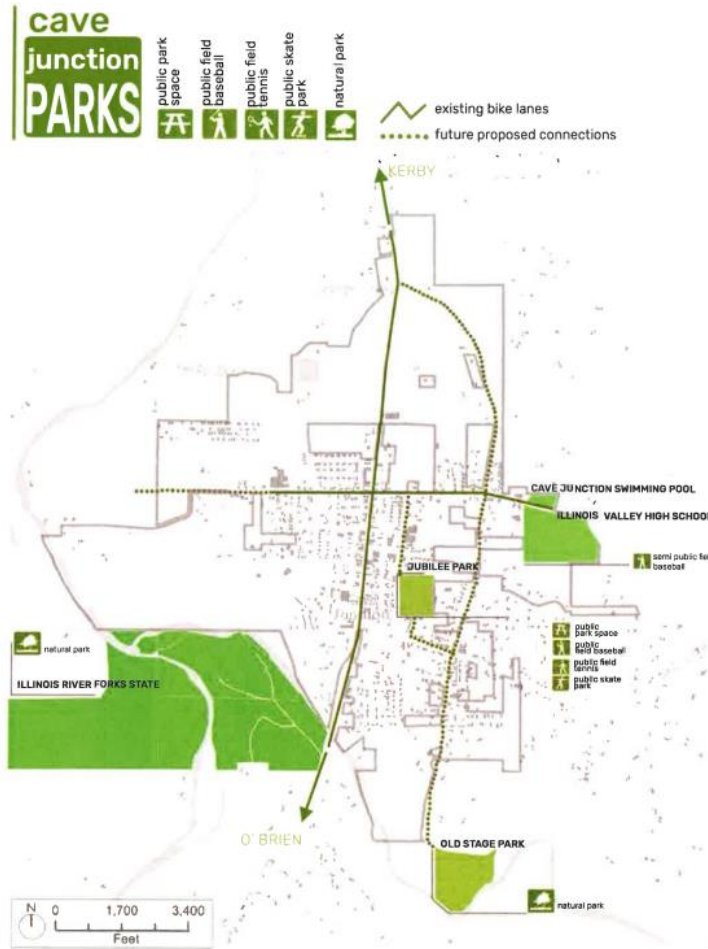 cave
junction
PARKS
public park
space
public field
baseball
public field
tennis
public skate
park
natural park
existing bike lanes
future proposed connections
KERBY
CAVE JUNCTION SWIMMING POOL
ILLINOIS VALLEY HIGH SCHOOL
semi public fie
baseball
JUBILEE PARK
public
park space
public
field baseball
public field
tennis
public skate
park
natural park
ILLINOIS RIVER FORKS STATE
O' BRIEN
OLD STAGE PARK
natural park
N
0 1,700 3,400
Feet